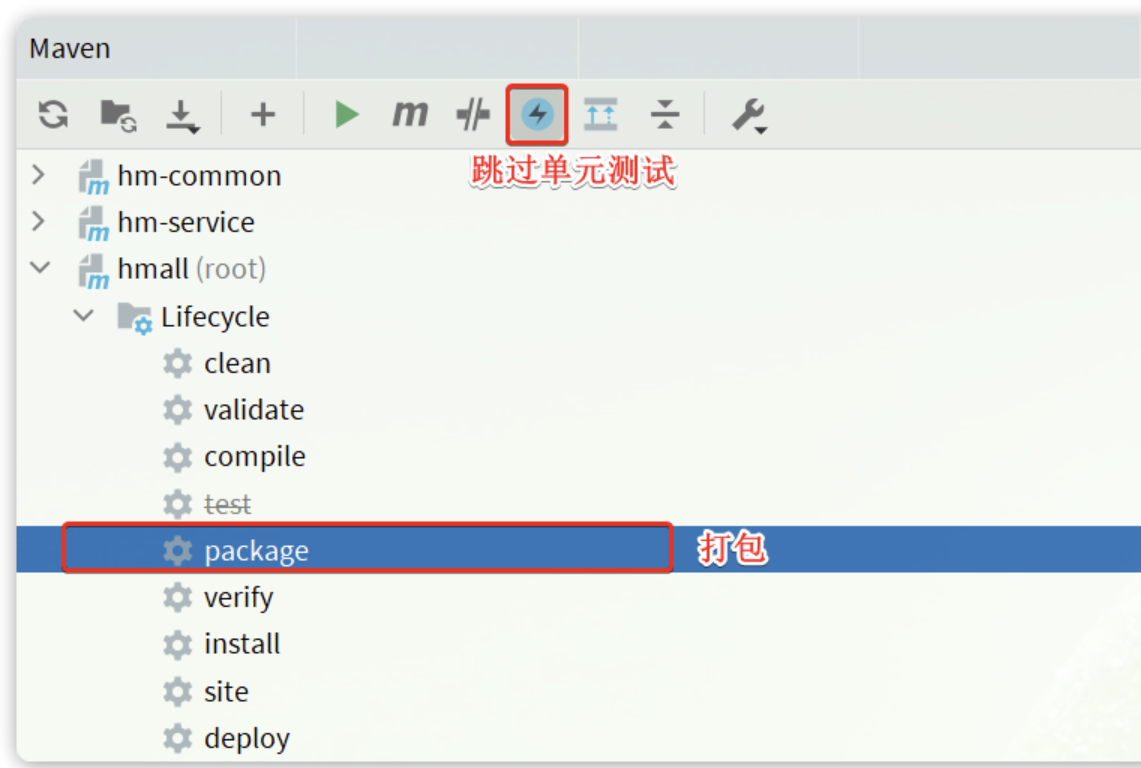 Maven
跳过单元测试
hm-common
hm-service
hmall (root)
Lifecycle
clean
validate
compile
test
package 打包
verify
install
site
deploy